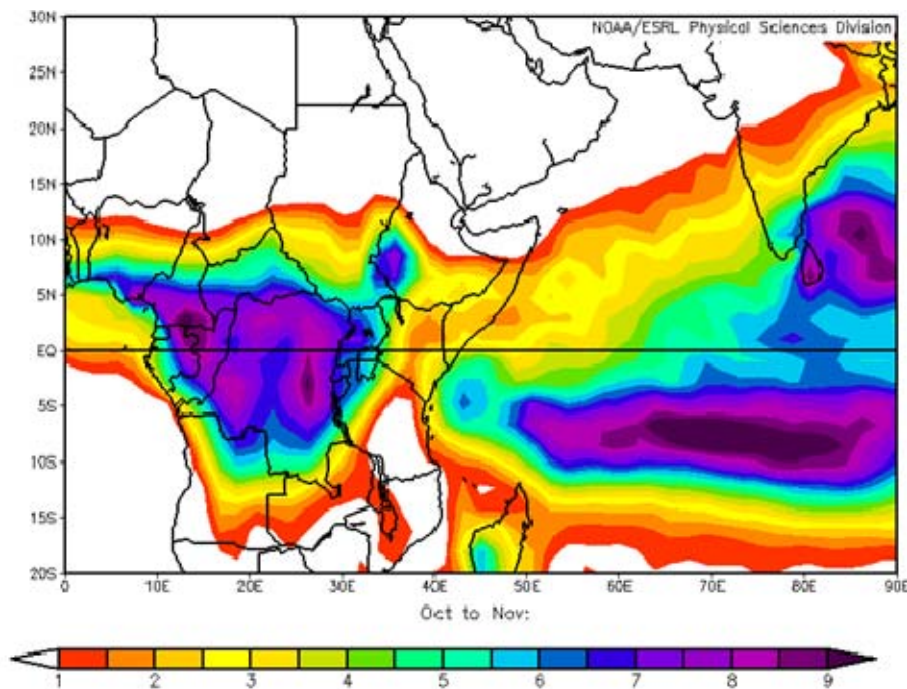 NOAA/ESRL Physical Sciences Division
30N
25N
20N
15N
10N
5N
EQ
5S
10S
15S
20S
0 10E 20E 30E 40E 50E 60E 70E 80E 90E
Oct to Nov:
1 2 3 4 5 6 7 8 9